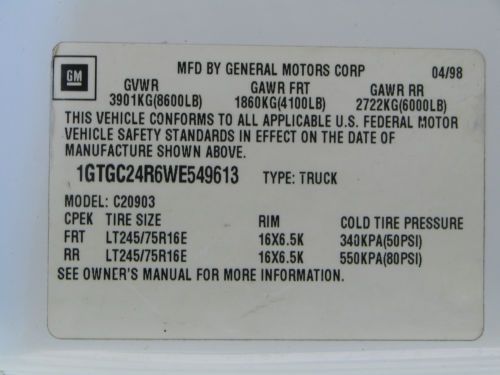 GM
MFD BY GENERAL MOTORS CORP 04/98
GVWR GAWR FRT GAWR RR
3901KG(8600LB) 1860KG(4100LB) 2722KG(6000LB)
THIS VEHICLE CONFORMS TO ALL APPLICABLE U.S. FEDERAL MOTOR
VEHICLE SAFETY STANDARDS IN EFFECT ON THE DATE OF
MANUFACTURE SHOWN ABOVE.
1GTGC24R6WE549613 TYPE: TRUCK
MODEL: C20903
CPEK TIRE SIZE RIM COLD TIRE PRESSURE
FRT LT245/75R16E 16X6.5K 340KPA(50PSI)
RR LT245/75R16E 16X6.5K 550KPA(80PSI)
SEE OWNER'S MANUAL FOR MORE INFORMATION.